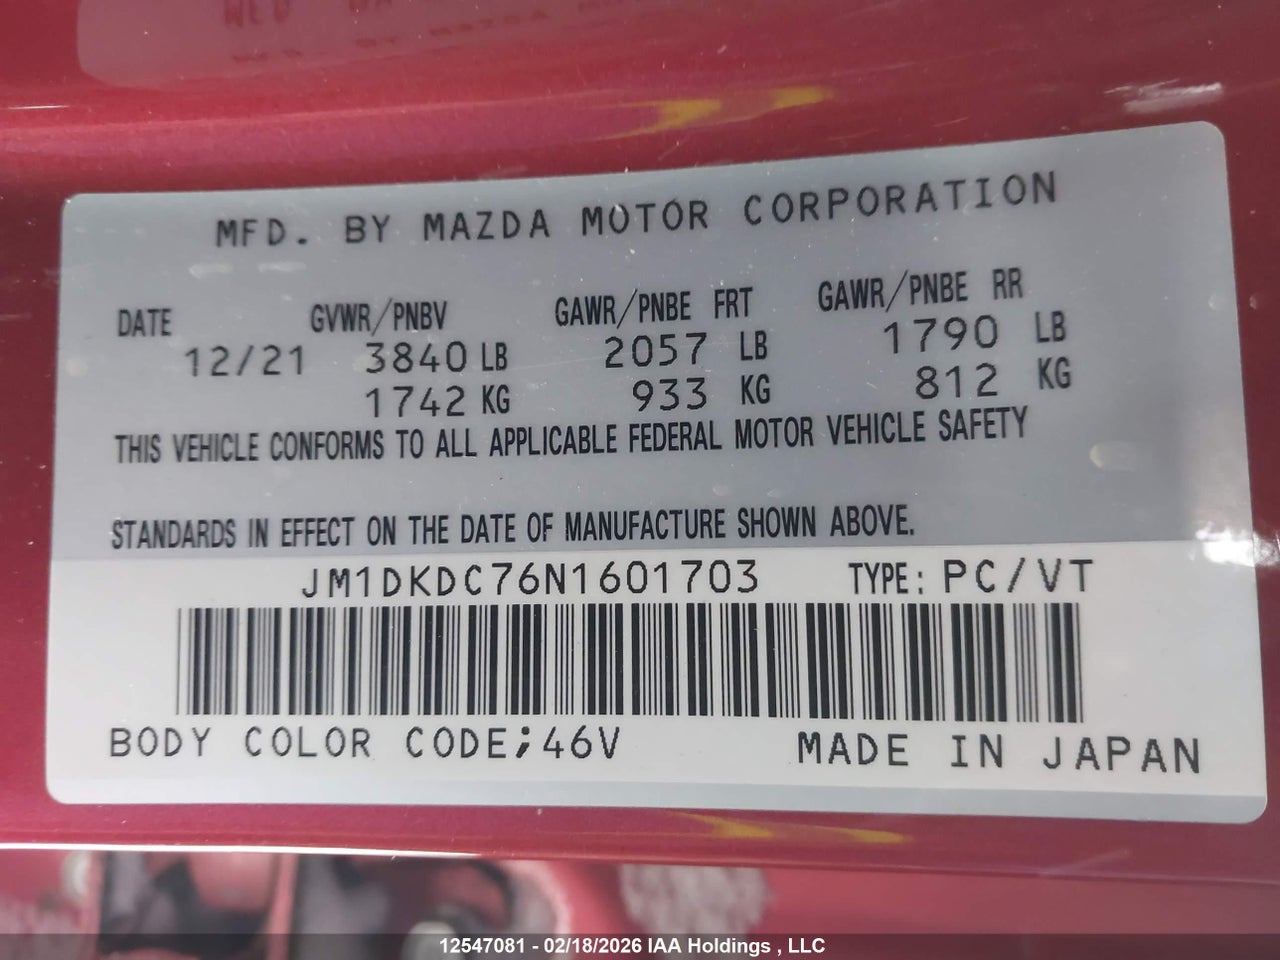 MFD. BY MAZDA MOTOR CORPORATION
DATE GVWR/PNBV GAWR/PNBE FRT GAWR/PNBE RR
12/21 3840 LB 2057 LB 1790 LB
1742 KG 933 KG 812 KG
THIS VEHICLE CONFORMS TO ALL APPLICABLE FEDERAL MOTOR VEHICLE SAFETY
STANDARDS IN EFFECT ON THE DATE OF MANUFACTURE SHOWN ABOVE.
JM1DKDC76N1601703 TYPE: PC/VT
BODY COLOR CODE;46V MADE IN JAPAN
12547081 - 02/18/2026 IAA Holdings , LLC